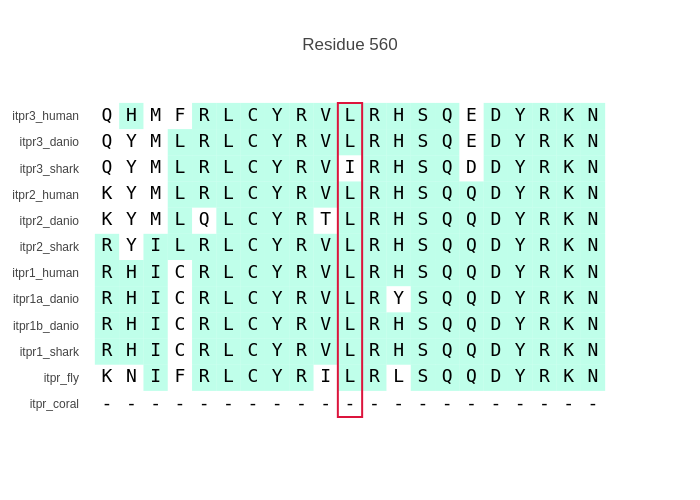 Residue 560
itpr3_human Q H M F R L C Y R V L R H S Q E D Y R K N
itpr3_danio Q Y M L R L C Y R V L R H S Q E D Y R K N
itpr3_shark Q Y M L R L C Y R V I R H S Q D D Y R K N
itpr2_human K Y M L R L C Y R V L R H S Q Q D Y R K N
itpr2_danio K Y M L Q L C Y R T L R H S Q Q D Y R K N
itpr2_shark R Y I L R L C Y R V L R H S Q Q D Y R K N
itpr1_human R H I C R L C Y R V L R H S Q Q D Y R K N
itpr1a_danio R H I C R L C Y R V L R Y S Q Q D Y R K N
itpr1b_danio R H I C R L C Y R V L R H S Q Q D Y R K N
itpr1_shark R H I C R L C Y R V L R H S Q Q D Y R K N
itpr_fly K N I F R L C Y R I L R L S Q Q D Y R K N
itpr_coral - - - - - - - - - - - - - - - - - - - - -